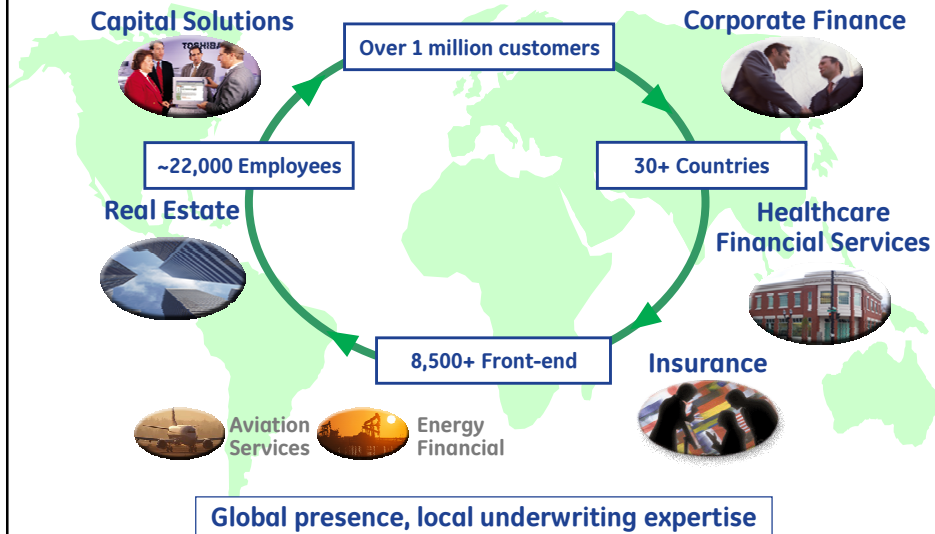 Capital Solutions
Corporate Finance
Over 1 million customers
TOSHIBA
~22,000 Employees
30+ Countries
Real Estate
Healthcare
Financial Services
8,500+ Front-end
Insurance
Aviation
Services
Energy
Financial
Global presence, local underwriting expertise